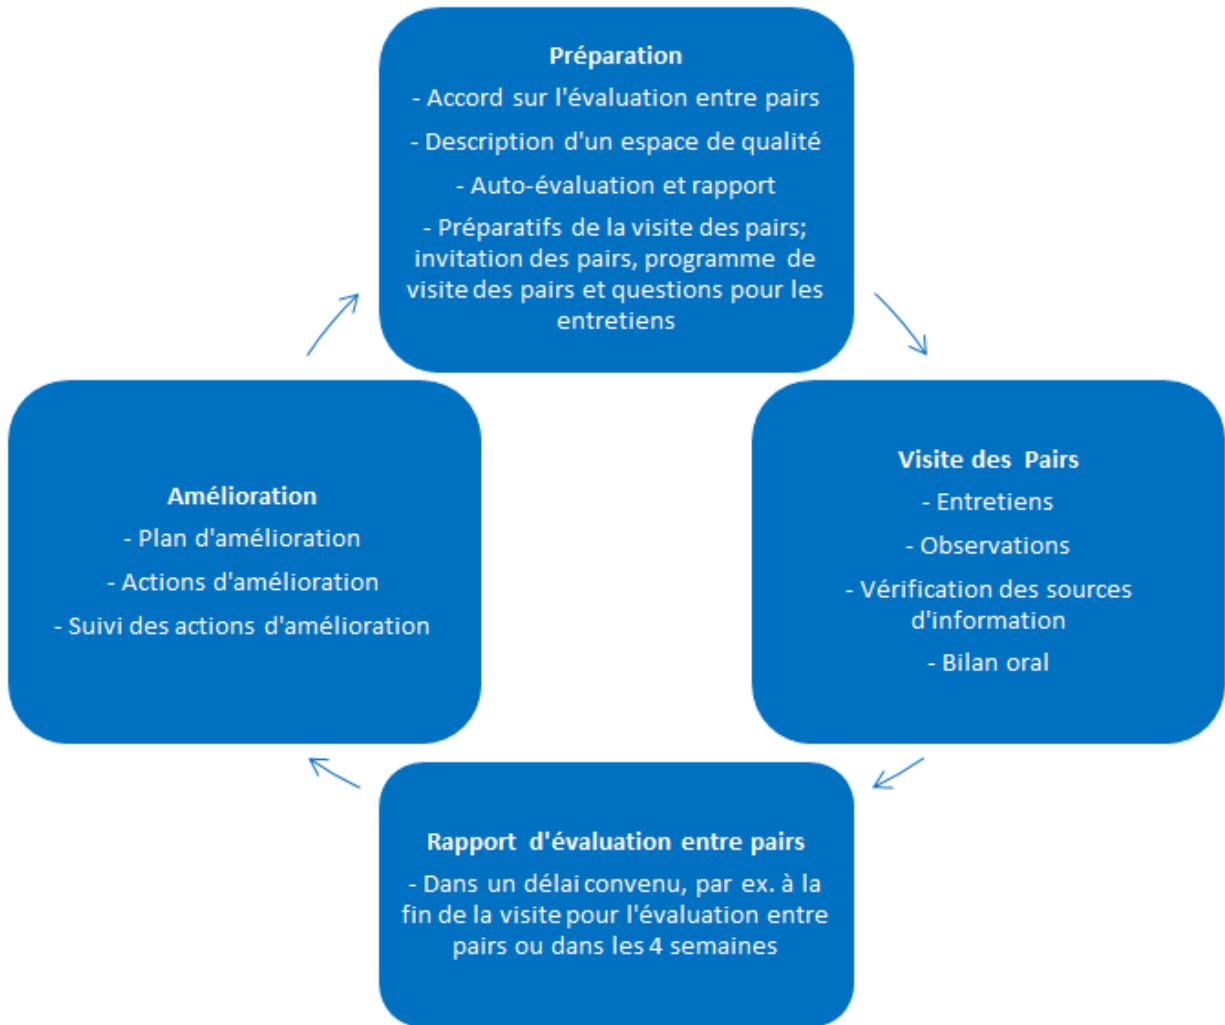 Préparation
- Accord sur l'évaluation entre pairs
- Description d'un espace de qualité
- Auto-évaluation et rapport
- Préparatifs de la visite des pairs;
invitation des pairs, programme de
visite des pairs et questions pour les
entretiens
Visite des Pairs
- Entretiens
- Observations
- Vérification des sources
d'information
- Bilan oral
Rapport d'évaluation entre pairs
- Dans un délai convenu, par ex. à la
fin de la visite pour l'évaluation entre
pairs ou dans les 4 semaines
Amélioration
- Plan d'amélioration
- Actions d'amélioration
- Suivi des actions d'amélioration